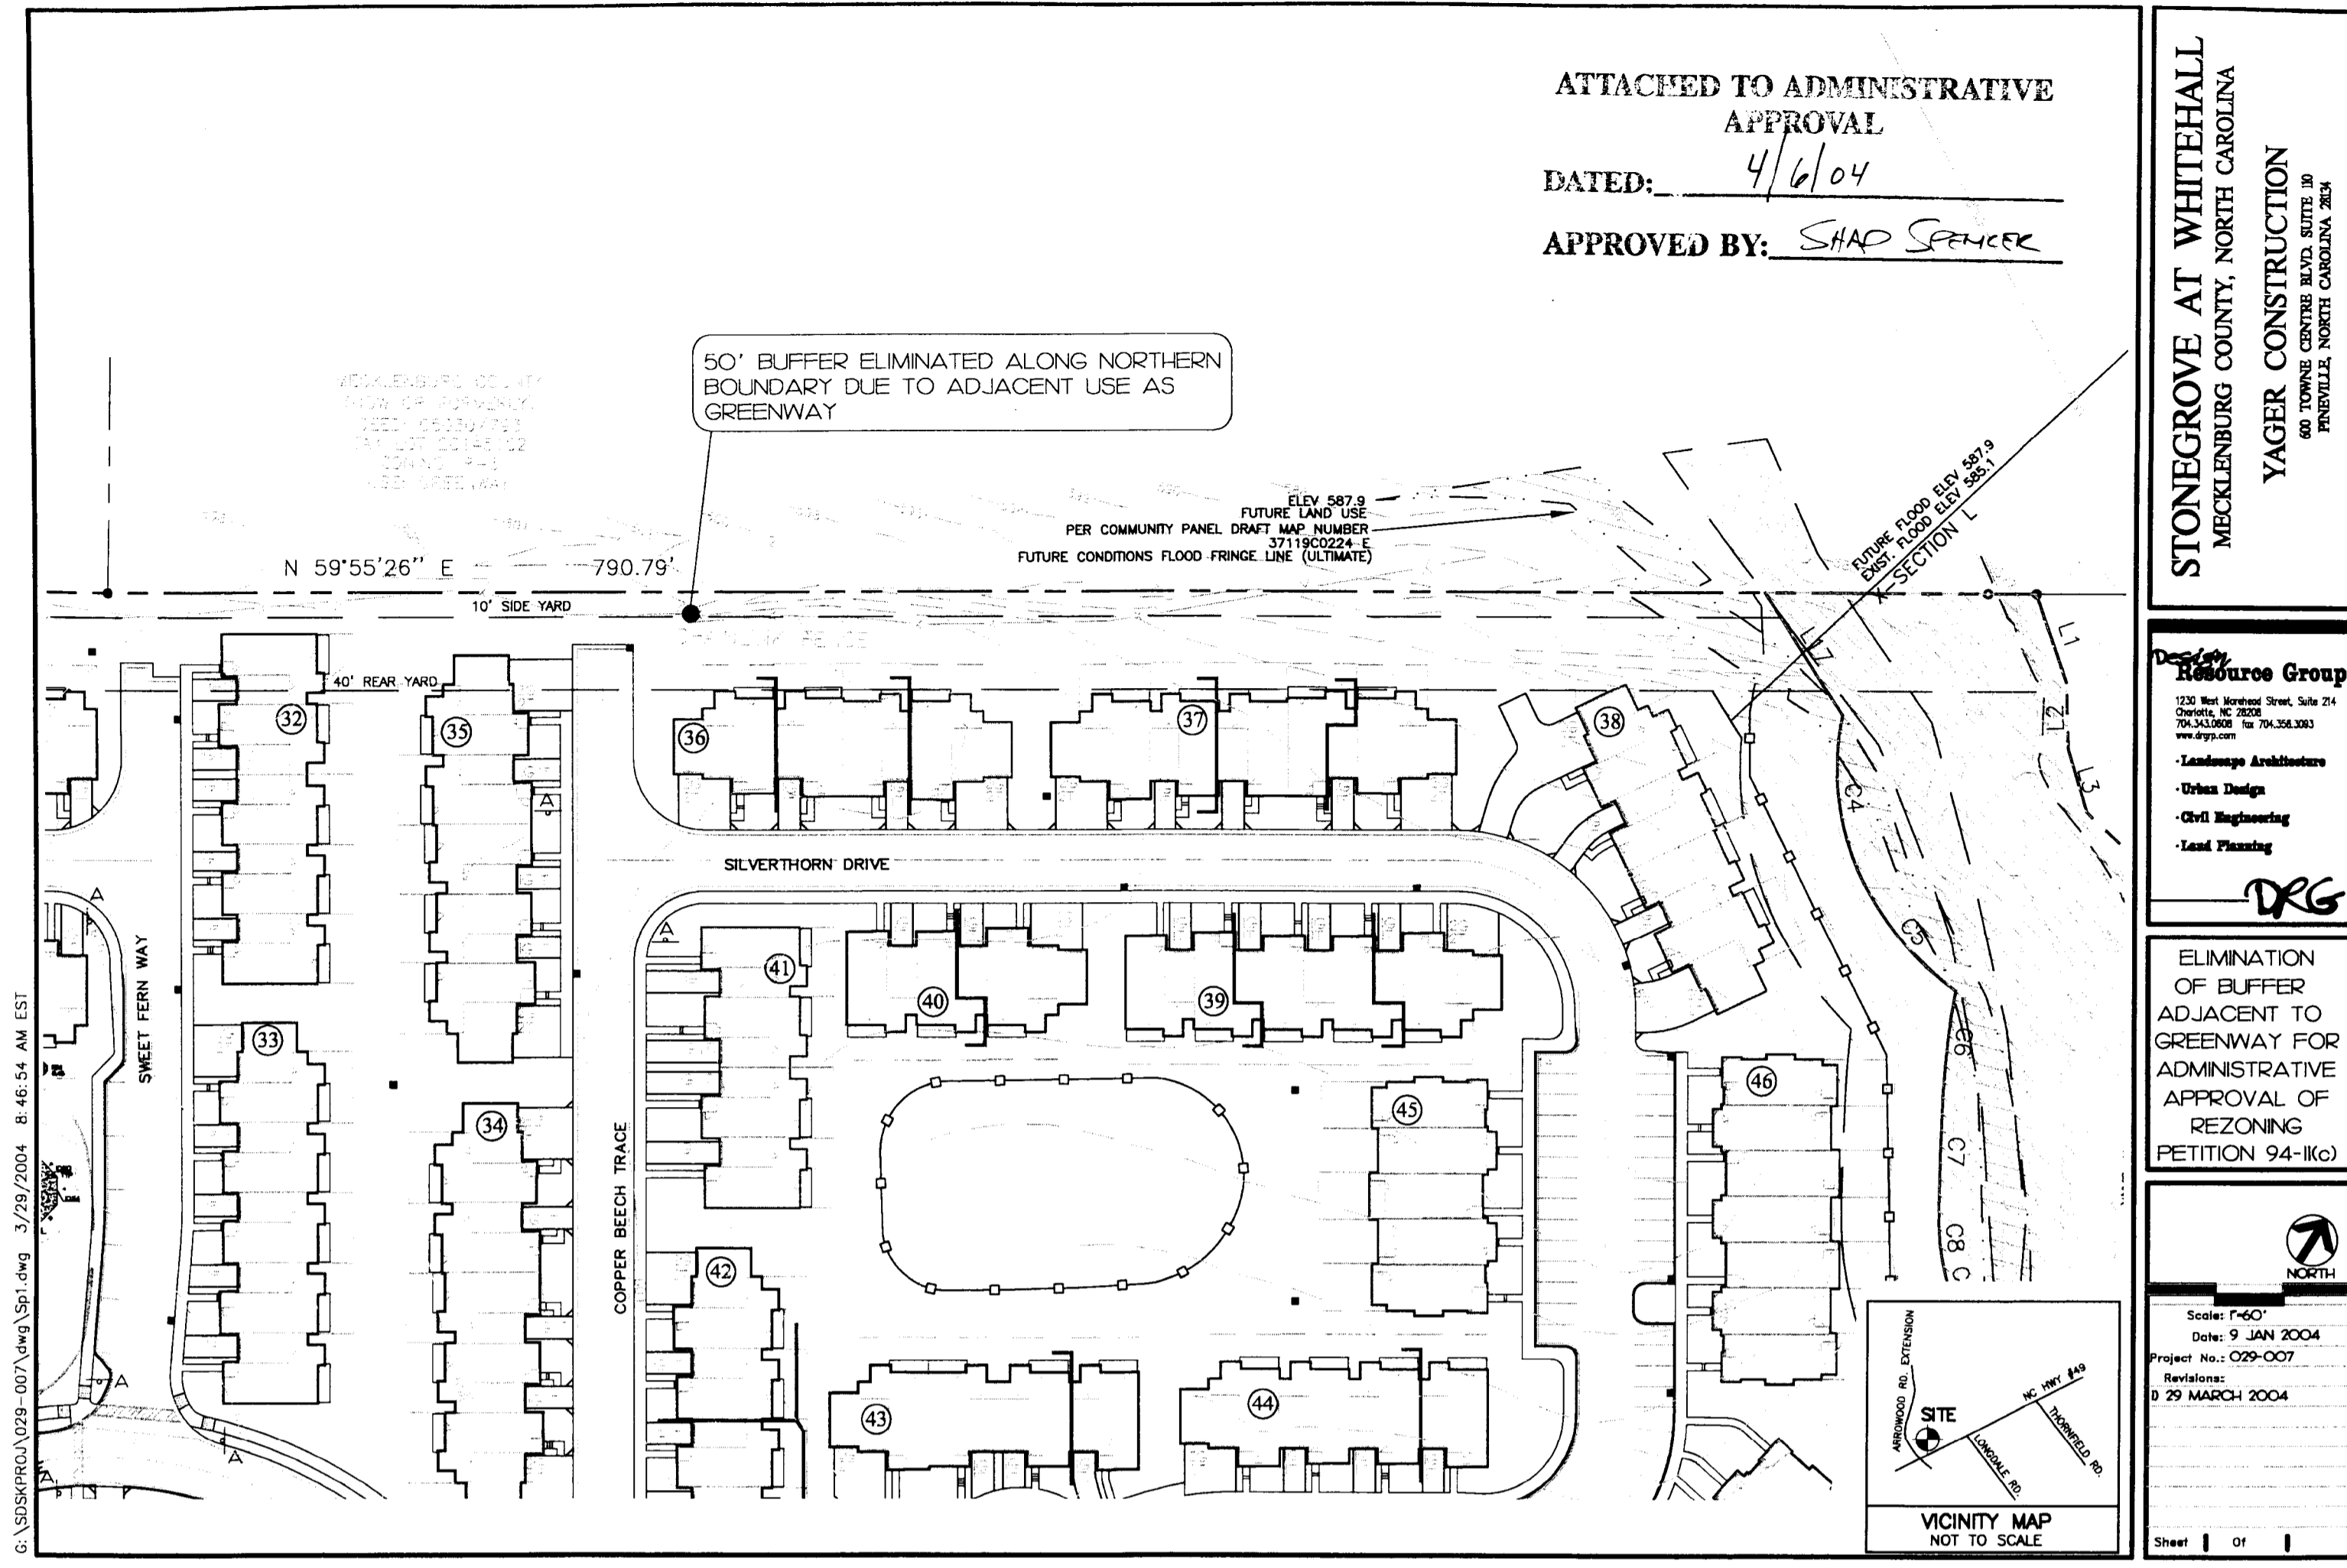 ATTACHED TO ADMINISTRATIVE
APPROVAL
DATED: 4/6/04
APPROVED BY: SHAD SPENCER
50' BUFFER ELIMINATED ALONG NORTHERN
BOUNDARY DUE TO ADJACENT USE AS
GREENWAY
ELEV 587.9
FUTURE LAND USE
PER COMMUNITY PANEL DRAFT MAP NUMBER
37119C0224 E
FUTURE CONDITIONS FLOOD FRINGE LINE (ULTIMATE)
FUTURE FLOOD ELEV 587.9
EXIST. FLOOD ELEV 585.1
X-SECTION L
N 59°55'26" E 790.79'
10' SIDE YARD
40' REAR YARD
32
35
36
37
38
L7
L1
L2
L3
C4
C5
C6
C7
C8
C
SILVERTHORN DRIVE
SWEET FERN WAY
COPPER BEECH TRACE
A
A
A
A
A
A
33
34
41
40
39
42
45
46
43
44
ARROWOOD RD. EXTENSION
NC HWY #49
SITE
LONGDALE RD.
THORNFIELD RD.
VICINITY MAP
NOT TO SCALE
G:\SDSKPROJ\029-007\dwg\Sp1.dwg 3/29/2004 8:46:54 AM EST
STONEGROVE AT WHITEHALL
MECKLENBURG COUNTY, NORTH CAROLINA
YAGER CONSTRUCTION
600 TOWNE CENTRE BLVD. SUITE 110
PINEVILLE, NORTH CAROLINA 28134
Design
Resource Group
1230 West Morehead Street, Suite 214
Charlotte, NC 28208
704.343.0608 fax 704.358.3093
www.drgrp.com
·Landscape Architecture
·Urban Design
·Civil Engineering
·Land Planning
DRG
ELIMINATION
OF BUFFER
ADJACENT TO
GREENWAY FOR
ADMINISTRATIVE
APPROVAL OF
REZONING
PETITION 94-11(c)
NORTH
Scale: 1"=60'
Date: 9 JAN 2004
Project No.: 029-007
Revisions:
29 MARCH 2004
Sheet 1 Of 1